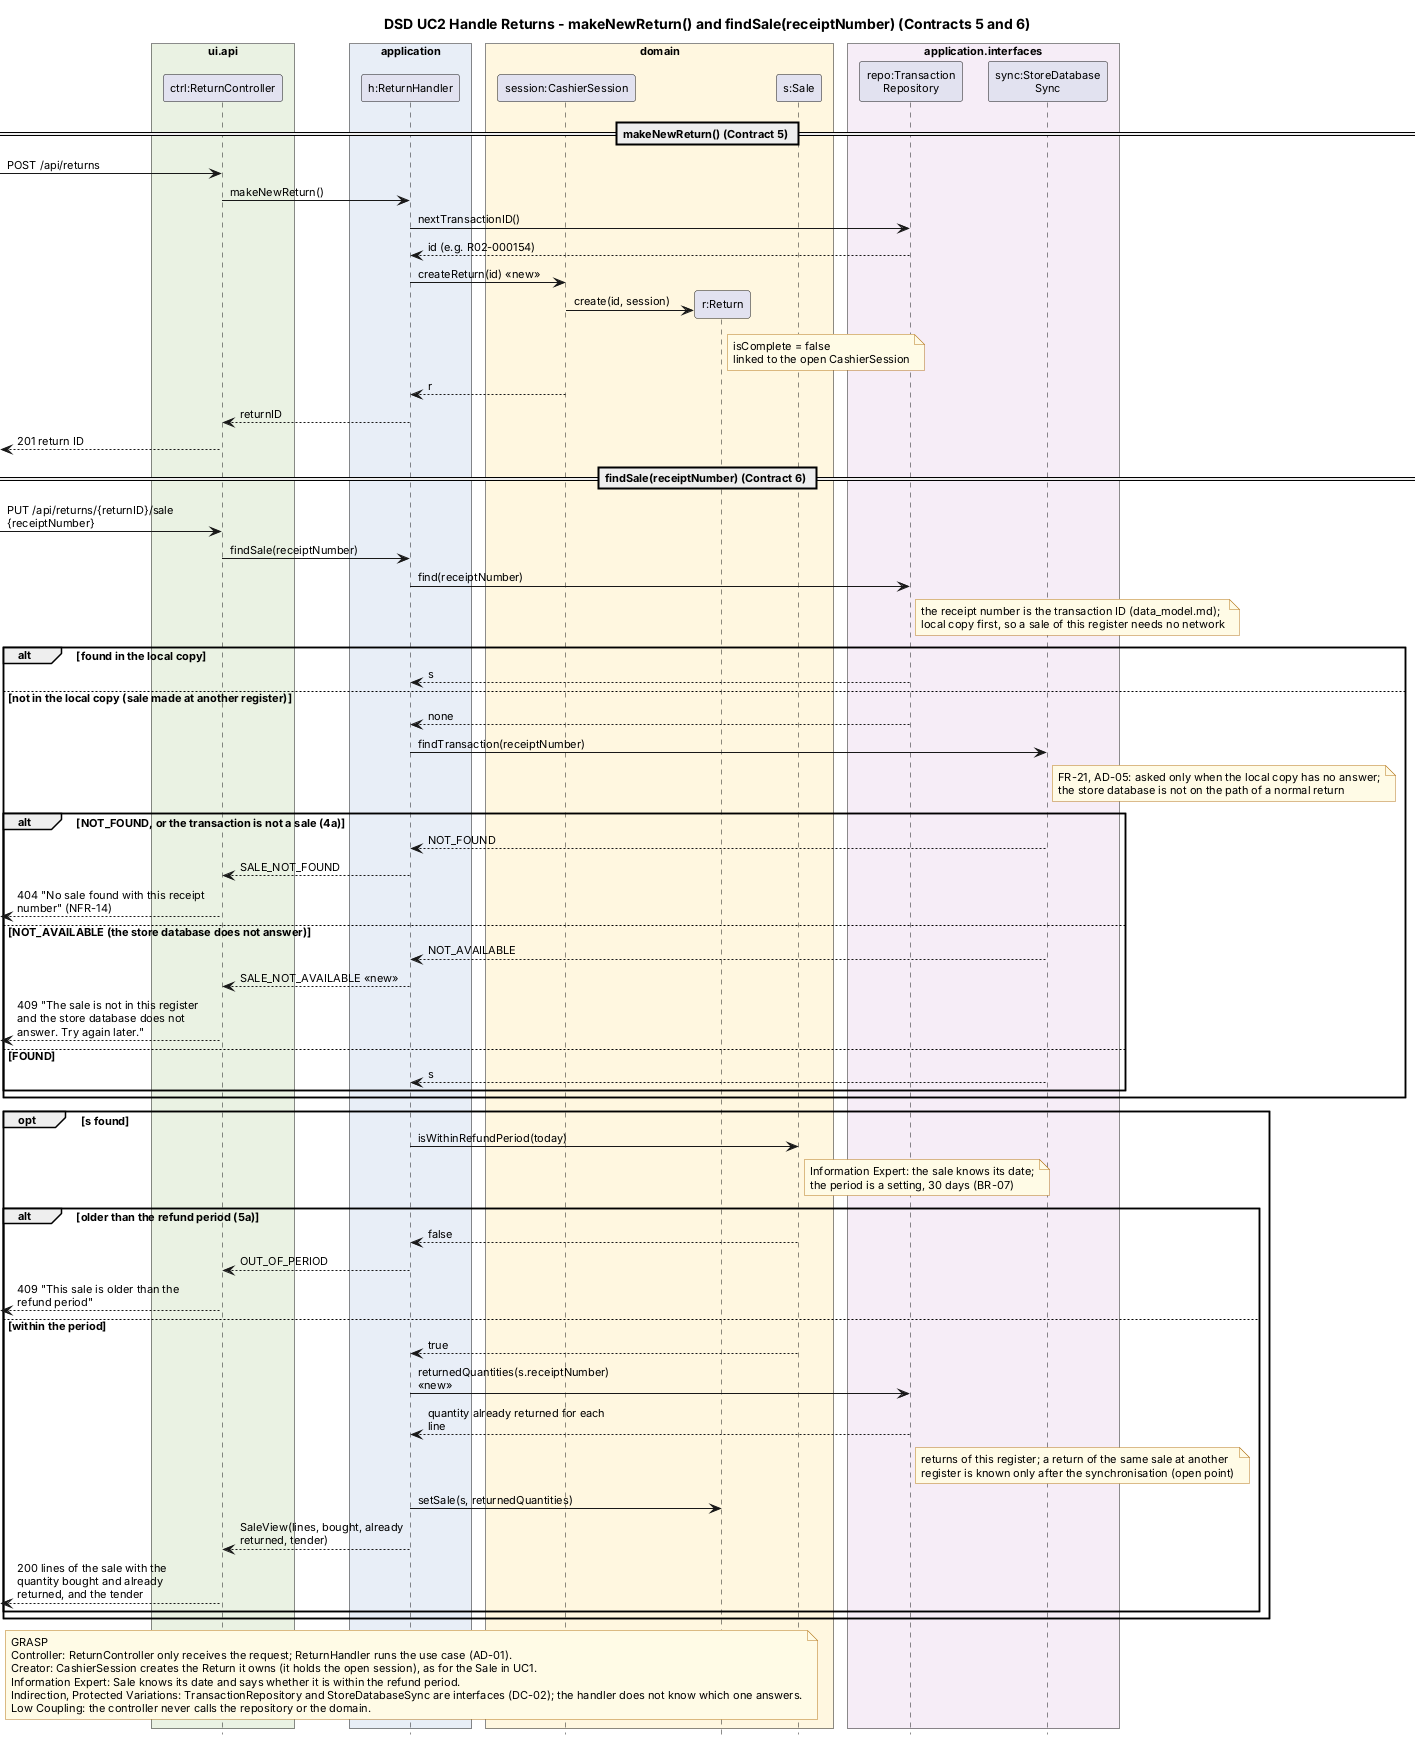 DSD UC2 Handle Returns - makeNewReturn() and findSale(receiptNumber) (Contracts 5 and 6)
ui.api
application
domain
application.interfaces
ctrl:ReturnController
h:ReturnHandler
session:CashierSession
s:Sale
repo:Transaction
Repository
sync:StoreDatabase
Sync
makeNewReturn() (Contract 5)
POST /api/returns
makeNewReturn()
nextTransactionID()
id (e.g. R02-000154)
createReturn(id) «new»
create(id, session)
r:Return
isComplete = false
linked to the open CashierSession
r
returnID
201 return ID
findSale(receiptNumber) (Contract 6)
PUT /api/returns/{returnID}/sale
{receiptNumber}
findSale(receiptNumber)
find(receiptNumber)
the receipt number is the transaction ID (data_model.md);
local copy first, so a sale of this register needs no network
alt
[found in the local copy]
s
[not in the local copy (sale made at another register)]
none
findTransaction(receiptNumber)
FR-21, AD-05: asked only when the local copy has no answer;
the store database is not on the path of a normal return
alt
[NOT_FOUND, or the transaction is not a sale (4a)]
NOT_FOUND
SALE_NOT_FOUND
404 "No sale found with this receipt
number" (NFR-14)
[NOT_AVAILABLE (the store database does not answer)]
NOT_AVAILABLE
SALE_NOT_AVAILABLE «new»
409 "The sale is not in this register
and the store database does not
answer. Try again later."
[FOUND]
s
opt
[s found]
isWithinRefundPeriod(today)
Information Expert: the sale knows its date;
the period is a setting, 30 days (BR-07)
alt
[older than the refund period (5a)]
false
OUT_OF_PERIOD
409 "This sale is older than the
refund period"
[within the period]
true
returnedQuantities(s.receiptNumber)
«new»
quantity already returned for each
line
returns of this register; a return of the same sale at another
register is known only after the synchronisation (open point)
setSale(s, returnedQuantities)
SaleView(lines, bought, already
returned, tender)
200 lines of the sale with the
quantity bought and already
returned, and the tender
GRASP
Controller: ReturnController only receives the request; ReturnHandler runs the use case (AD-01).
Creator: CashierSession creates the Return it owns (it holds the open session), as for the Sale in UC1.
Information Expert: Sale knows its date and says whether it is within the refund period.
Indirection, Protected Variations: TransactionRepository and StoreDatabaseSync are interfaces (DC-02); the handler does not know which one answers.
Low Coupling: the controller never calls the repository or the domain.